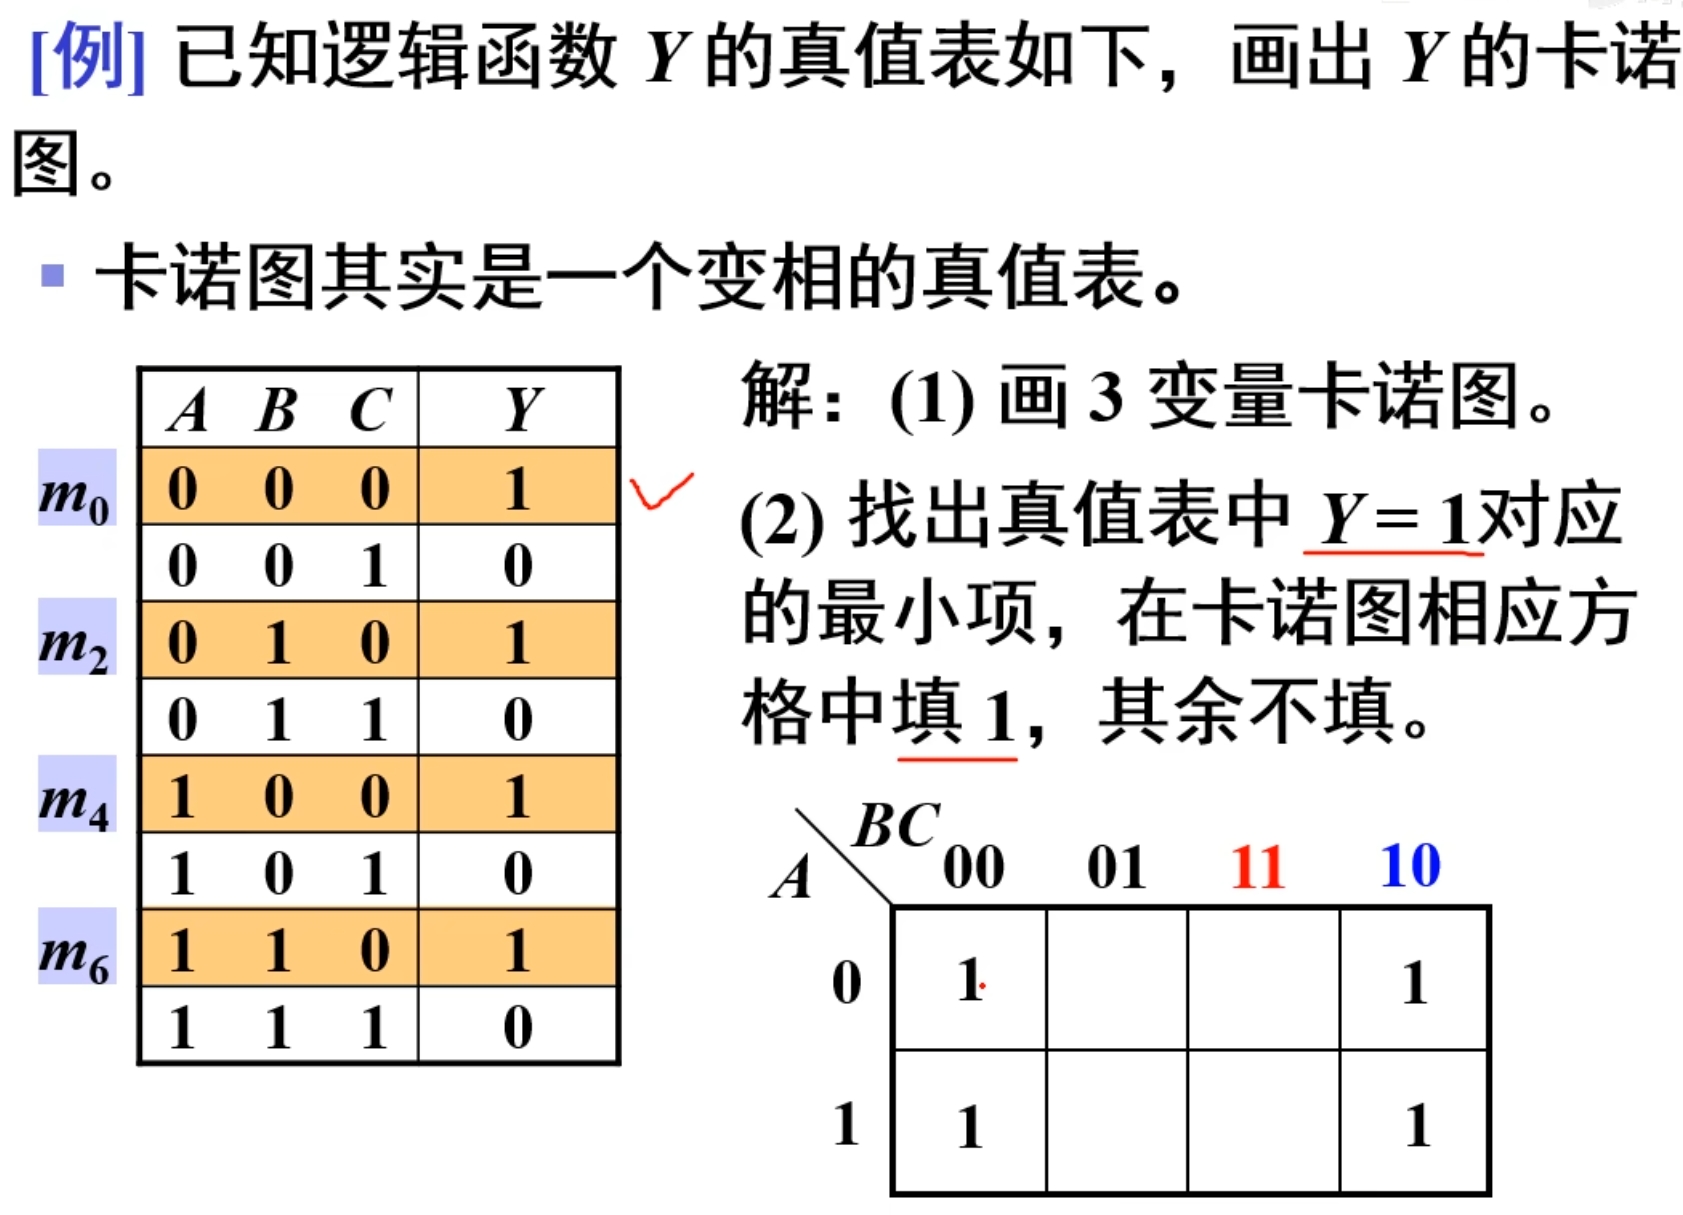 [例] 已知逻辑函数 Y 的真值表如下，画出 Y 的卡诺
图。
卡诺图其实是一个变相的真值表。
A B C Y
m0 0 0 0 1
0 0 1 0
m2 0 1 0 1
0 1 1 0
m4 1 0 0 1
1 0 1 0
m6 1 1 0 1
1 1 1 0
解：(1) 画 3 变量卡诺图。
(2) 找出真值表中 Y = 1对应
的最小项，在卡诺图相应方
格中填 1，其余不填。
BC
A 00 01 11 10
0 1 1
1 1 1